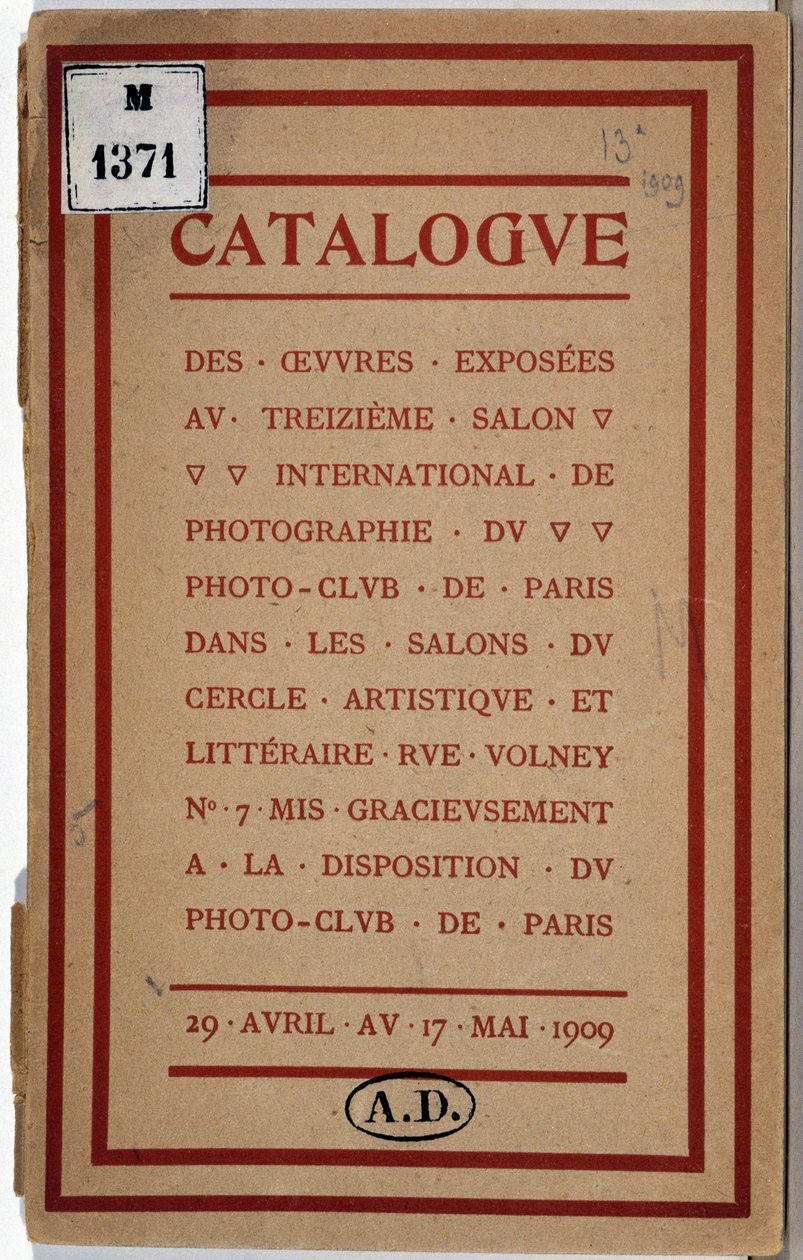 M
1371
13e
1909
CATALOGVE
DES · ŒVVRES · EXPOSÉES
AV · TREIZIÈME · SALON ▽
▽ ▽ INTERNATIONAL · DE
PHOTOGRAPHIE · DV ▽ ▽
PHOTO-CLVB · DE · PARIS
DANS · LES · SALONS · DV
CERCLE · ARTISTIQVE · ET
LITTÉRAIRE · RVE · VOLNEY
Nº · 7 · MIS · GRACIEVSEMENT
A · LA · DISPOSITION · DV
PHOTO-CLVB · DE · PARIS
29 · AVRIL · AV · 17 · MAI · 1909
A.D.